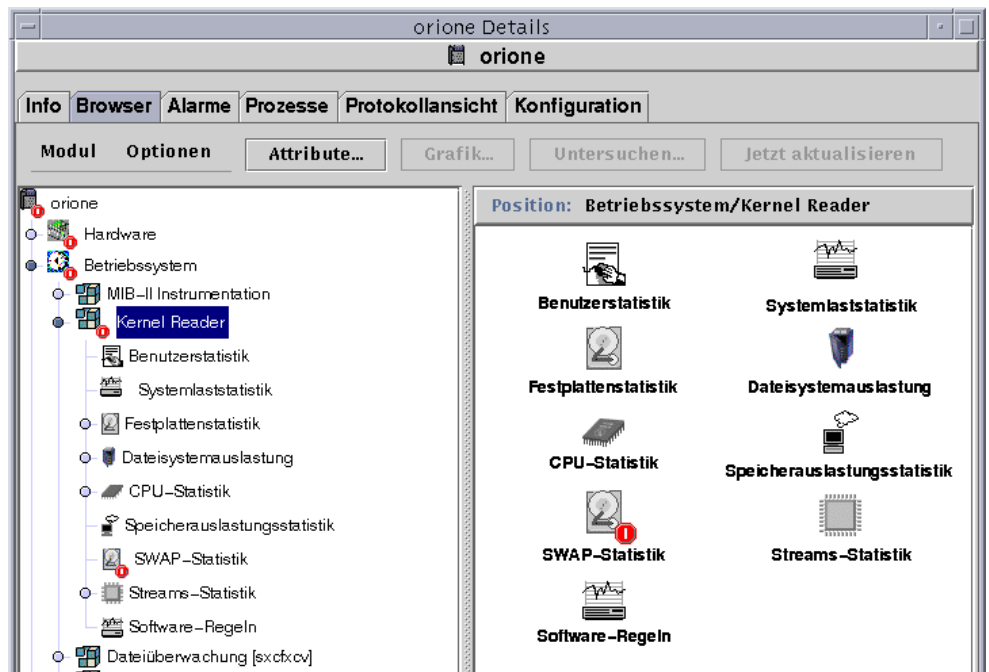 orione Details
orione
Info Browser Alarme Prozesse Protokollansicht Konfiguration
Modul Optionen Attribute... Grafik... Untersuchen... Jetzt aktualisieren
orione
Hardware
Betriebssystem
MIB-II Instrumentation
Kernel Reader
Benutzerstatistik
Systemlaststatistik
Festplattenstatistik
Dateisystemauslastung
CPU-Statistik
Speicherauslastungsstatistik
SWAP-Statistik
Streams-Statistik
Software-Regeln
Dateiüberwachung [sxcfxcv]
Position: Betriebssystem/Kernel Reader
Benutzerstatistik Systemlaststatistik
Festplattenstatistik Dateisystemauslastung
CPU-Statistik Speicherauslastungsstatistik
SWAP-Statistik Streams-Statistik
Software-Regeln